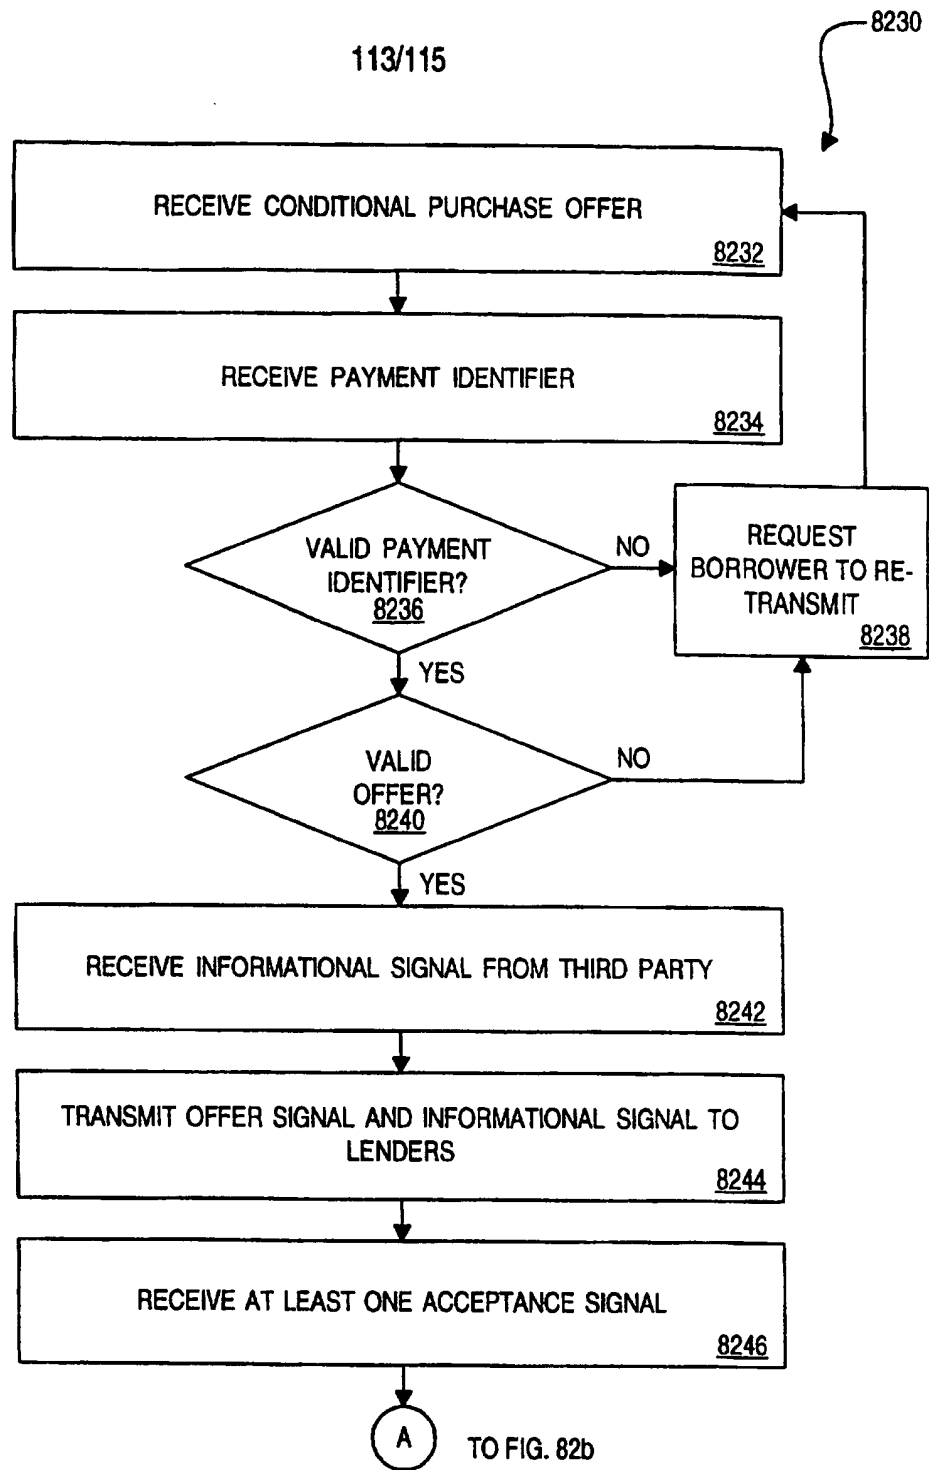 8230
113/115
RECEIVE CONDITIONAL PURCHASE OFFER
8232
RECEIVE PAYMENT IDENTIFIER
8234
VALID PAYMENT
IDENTIFIER?
8236
NO
REQUEST
BORROWER TO RE-
TRANSMIT
8238
YES
VALID
OFFER?
8240
NO
YES
RECEIVE INFORMATIONAL SIGNAL FROM THIRD PARTY
8242
TRANSMIT OFFER SIGNAL AND INFORMATIONAL SIGNAL TO
LENDERS
8244
RECEIVE AT LEAST ONE ACCEPTANCE SIGNAL
8246
A
TO FIG. 82b